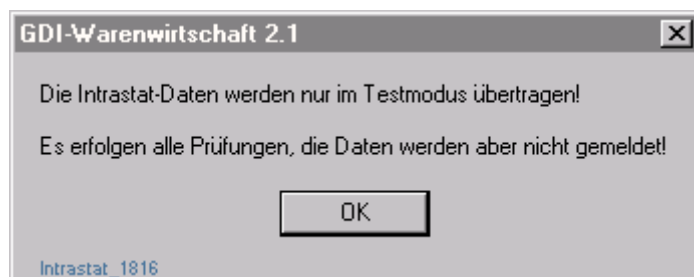 GDI-Warenwirtschaft 2.1
Die Intrastat-Daten werden nur im Testmodus übertragen!
Es erfolgen alle Prüfungen, die Daten werden aber nicht gemeldet!
OK
Intrastat_1816